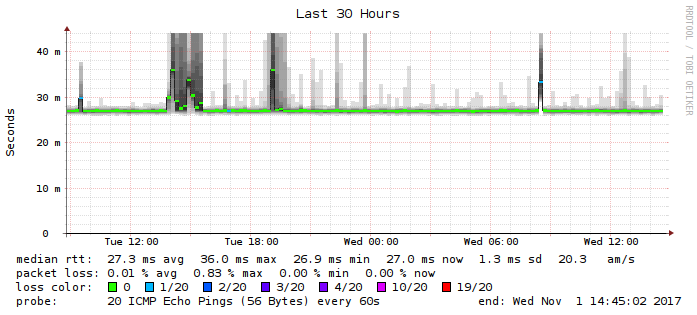 Last 30 Hours
RRDTOOL / TOBI OETIKER
Seconds
40 m
30 m
20 m
10 m
0
Tue 12:00 Tue 18:00 Wed 00:00 Wed 06:00 Wed 12:00
median rtt: 27.3 ms avg 36.0 ms max 26.9 ms min 27.0 ms now 1.3 ms sd 20.3 am/s
packet loss: 0.01 % avg 0.83 % max 0.00 % min 0.00 % now
loss color: 0 1/20 2/20 3/20 4/20 10/20 19/20
probe: 20 ICMP Echo Pings (56 Bytes) every 60s end: Wed Nov 1 14:45:02 2017